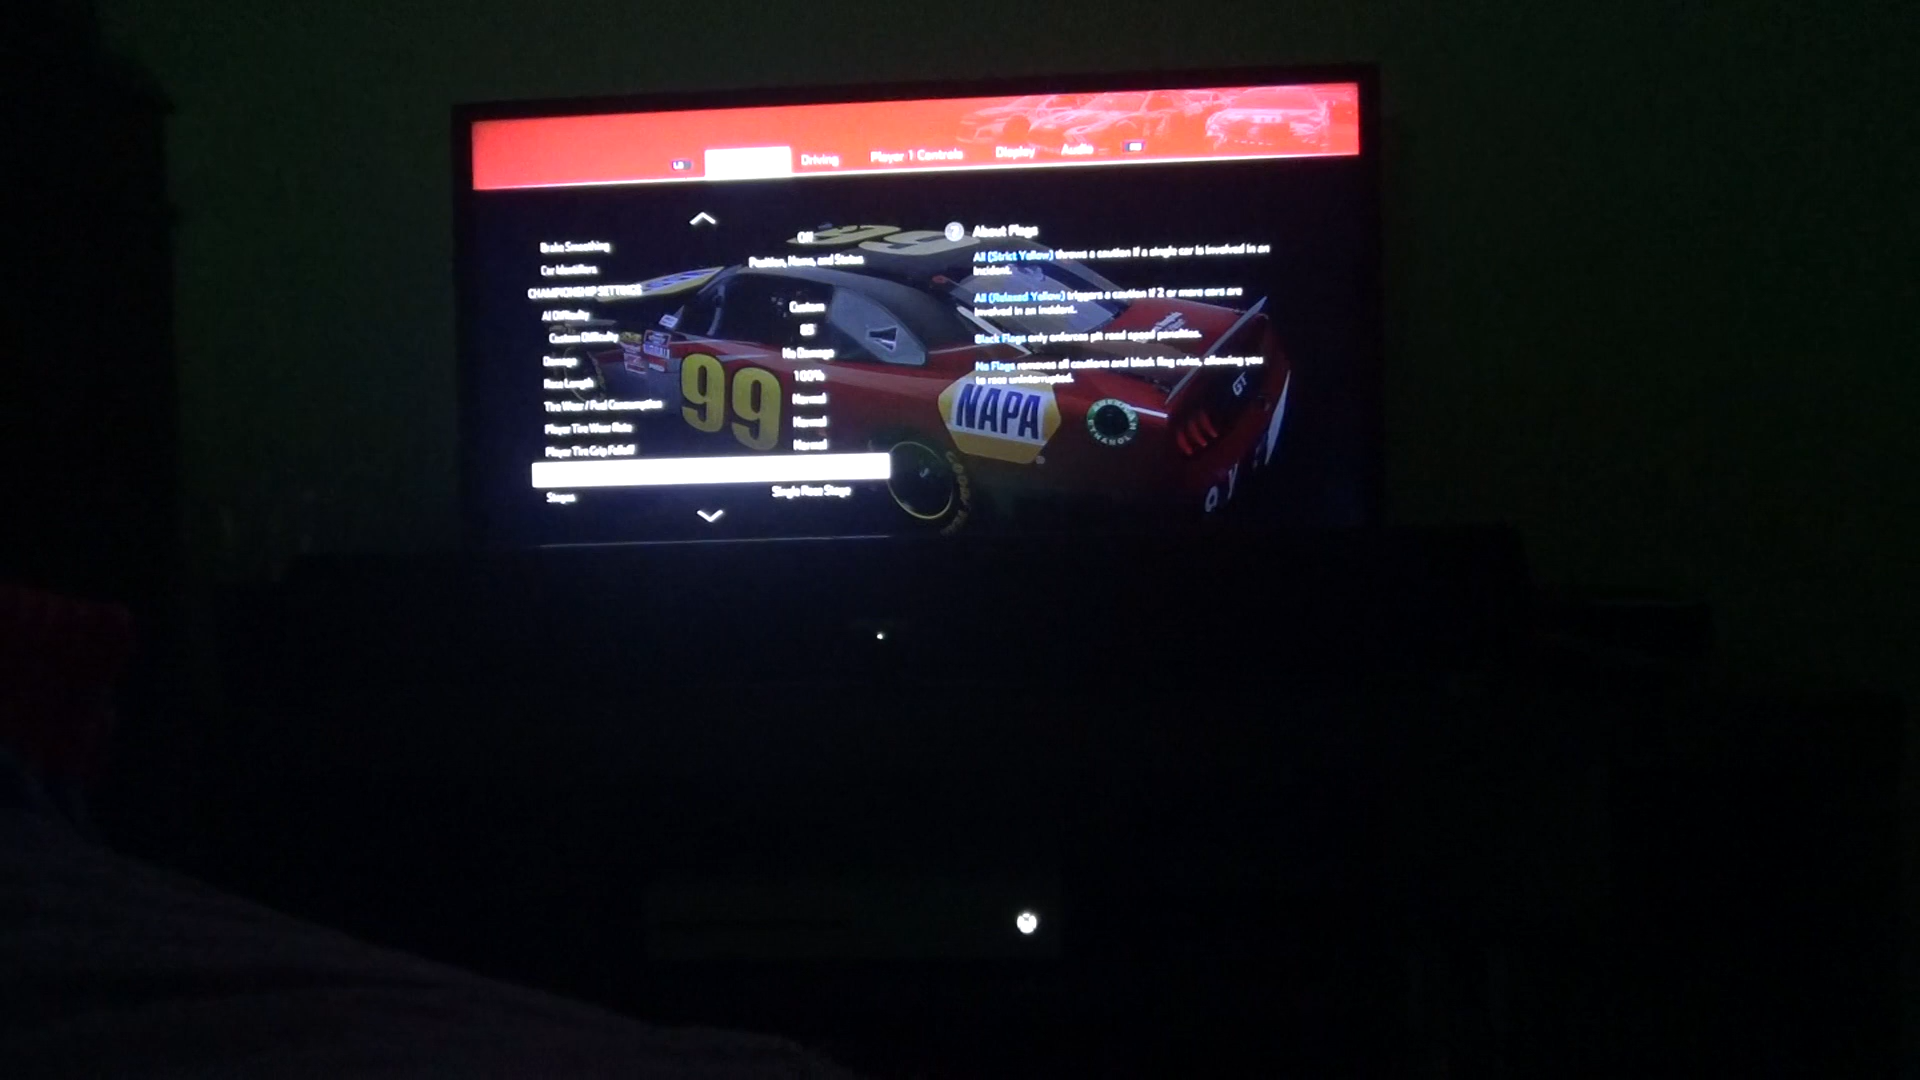 LB Driving Player 1 Controls Display Audio RB
Brake Smoothing Off
Car Identifiers Position, Name, and Status
CHAMPIONSHIP SETTINGS
AI Difficulty Custom
Custom Difficulty 85
Damage No Damage
Race Length 100%
Tire Wear / Fuel Consumption Normal
Player Tire Wear Rate Normal
Player Tire Grip Falloff Normal
Stages Single Race Stage
? About Flags
All (Strict Yellow) throws a caution if a single car is involved in an
incident.
All (Relaxed Yellow) triggers a caution if 2 or more cars are
involved in an incident.
Black Flags only enforces pit road speed penalties.
No Flags removes all cautions and black flag rules, allowing you
to race uninterrupted.
99
99
NAPA
AMERICAN
ETHANOL
GT